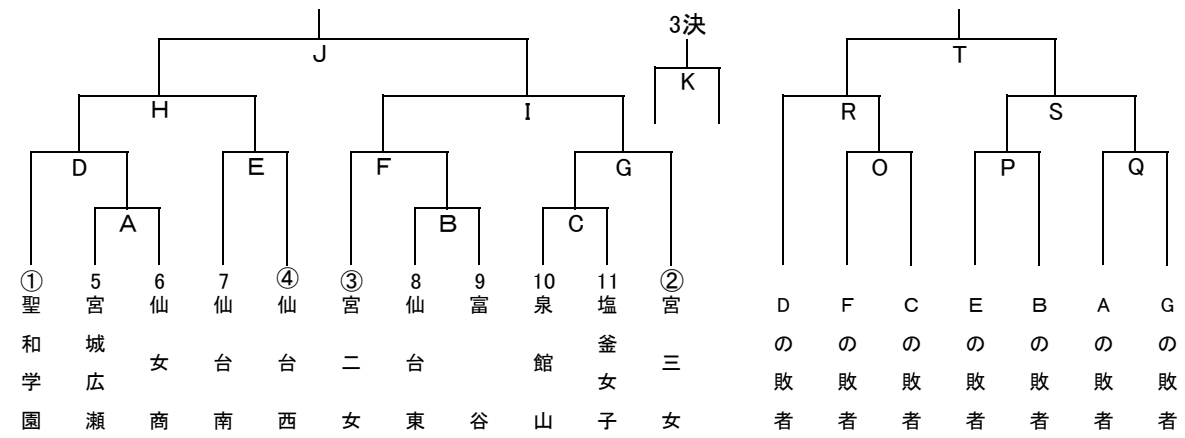 3決
J
T
K
H
I
R
S
D
E
F
G
O
P
Q
A
B
C
① 5 6 7 ④ ③ 8 9 10 11 ②
聖和学園
宮城広瀬
仙女商
仙台南
仙台西
宮二女
仙台東
富谷
泉館山
塩釜女子
宮三女
Dの敗者
Fの敗者
Cの敗者
Eの敗者
Bの敗者
Aの敗者
Gの敗者